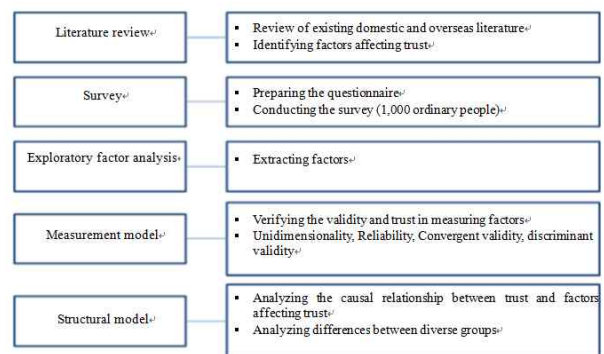 Literature review
▪ Review of existing domestic and overseas literature
▪ Identifying factors affecting trust
Survey
▪ Preparing the questionnaire
▪ Conducting the survey (1,000 ordinary people)
Exploratory factor analysis
▪ Extracting factors
Measurement model
▪ Verifying the validity and trust in measuring factors
▪ Unidimensionality, Reliability, Convergent validity, discriminant
validity
Structural model
▪ Analyzing the causal relationship between trust and factors
affecting trust
▪ Analyzing differences between diverse groups